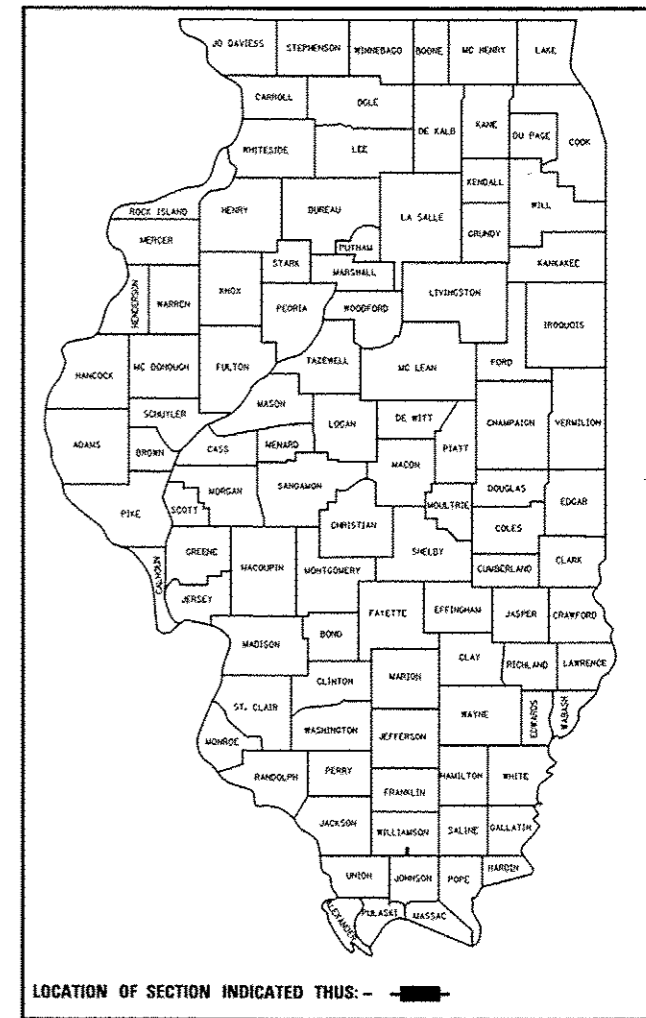 JO DAVIESS STEPHENSON WINNEBAGO BOONE MC HENRY LAKE
CARROLL OGLE DE KALB KANE DU PAGE COOK
WHITESIDE LEE
KENDALL WILL
ROCK ISLAND HENRY BUREAU LA SALLE GRUNDY
MERCER PUTNAM KANKAKEE
STARK MARSHALL
HENDERSON WARREN KNOX PEORIA WOODFORD LIVINGSTON IROQUOIS
HANCOCK MC DONOUGH FULTON TAZEWELL MC LEAN FORD
SCHUYLER MASON LOGAN DE WITT CHAMPAIGN VERMILION
ADAMS BROWN CASS MENARD MACON PIATT
PIKE SCOTT MORGAN SANGAMON DOUGLAS EDGAR
CHRISTIAN MOULTRIE COLES
CALHOUN GREENE MACOUPIN MONTGOMERY SHELBY CUMBERLAND CLARK
JERSEY FAYETTE EFFINGHAM JASPER CRAWFORD
MADISON BOND CLAY RICHLAND LAWRENCE
CLINTON MARION
ST. CLAIR WASHINGTON JEFFERSON WAYNE EDWARDS WABASH
MONROE
RANDOLPH PERRY FRANKLIN HAMILTON WHITE
JACKSON WILLIAMSON SALINE GALLATIN
UNION JOHNSON POPE HARDIN
ALEXANDER PULASKI MASSAC
LOCATION OF SECTION INDICATED THUS: -